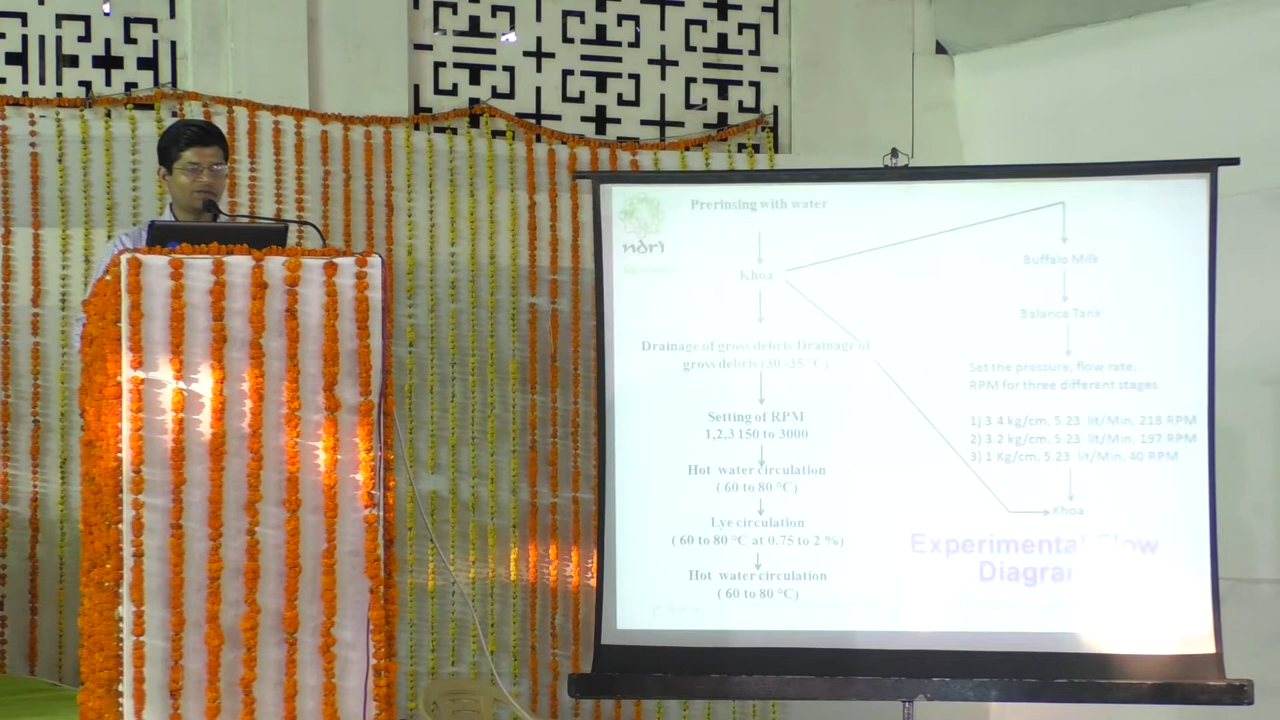 Prerinsing with water
ndri
Khoa
Drainage of gross debris Drainage of
gross debris (30 -35 °C)
Setting of RPM
1,2,3 150 to 3000
Hot water circulation
( 60 to 80 °C)
Lye circulation
( 60 to 80 °C at 0.75 to 2 %)
Hot water circulation
( 60 to 80 °C)
Buffalo Milk
Balance Tank
Set the pressure, flow rate,
RPM for three different stages
1) 3.4 kg/cm, 5.23 lit/Min, 218 RPM
2) 3.2 kg/cm, 5.23 lit/Min, 197 RPM
3) 1 Kg/cm, 5.23 lit/Min, 40 RPM
Khoa
Experimental Flow
Diagram